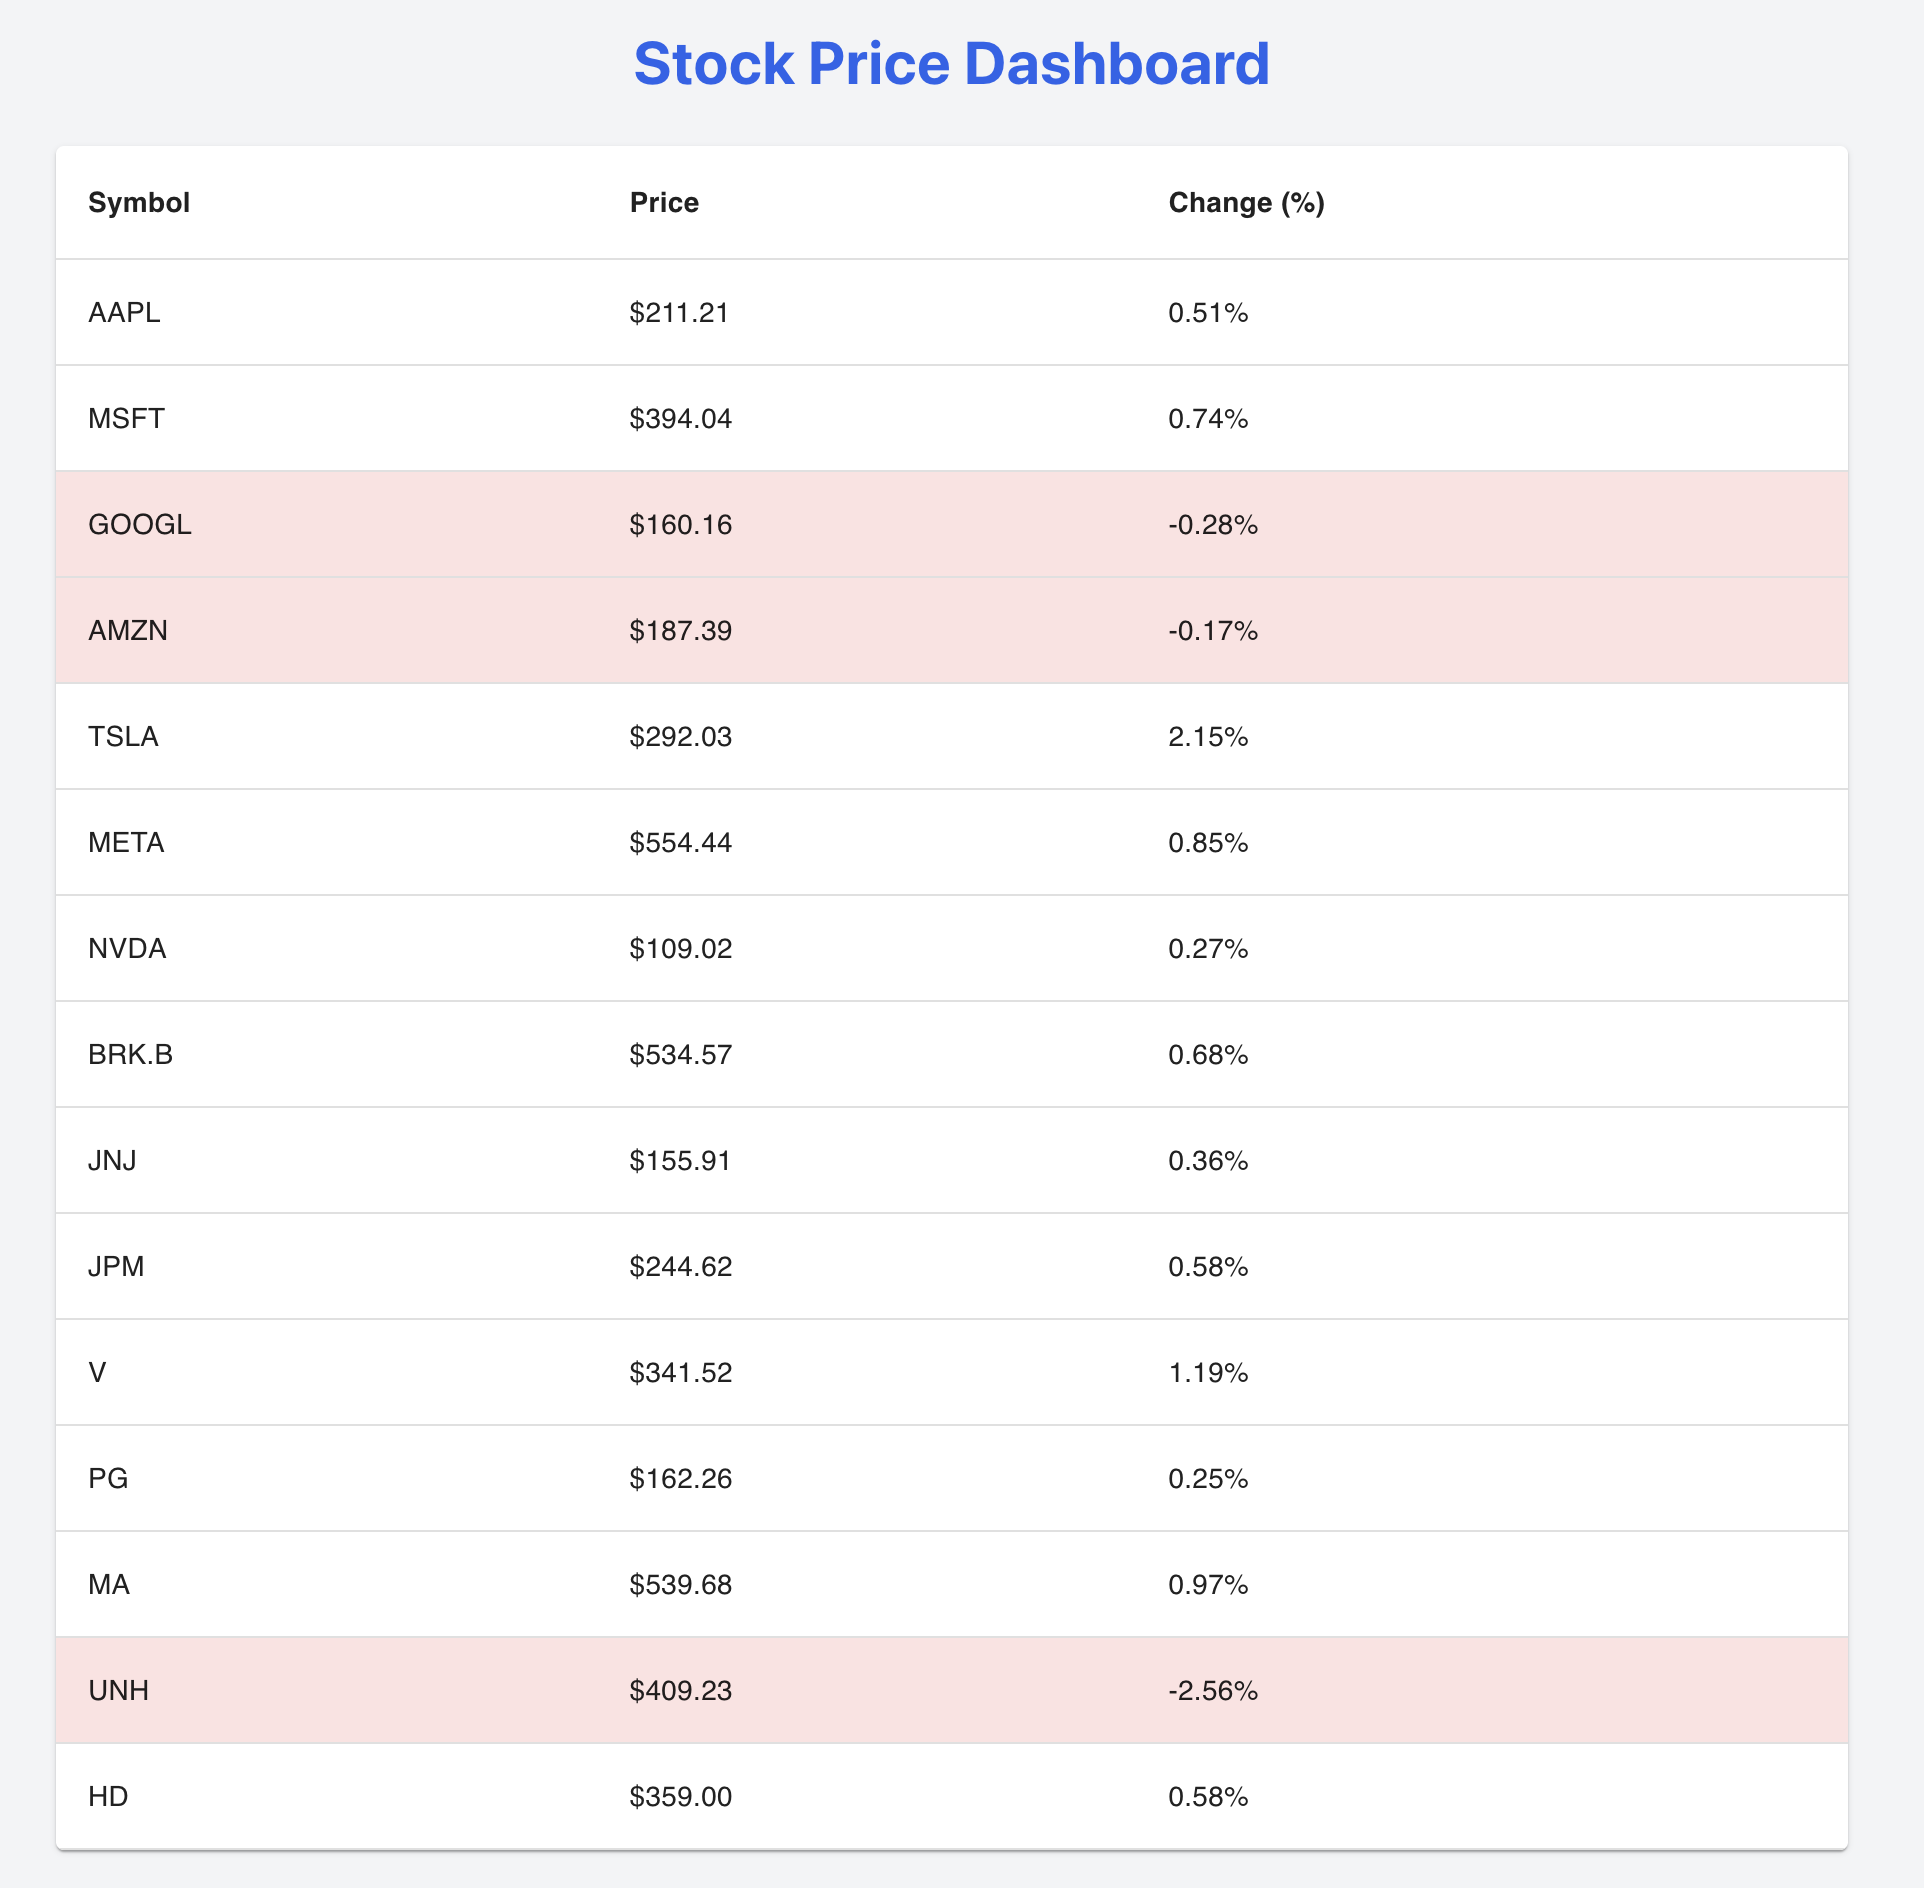 Stock Price Dashboard
Symbol Price Change (%)
AAPL $211.21 0.51%
MSFT $394.04 0.74%
GOOGL $160.16 -0.28%
AMZN $187.39 -0.17%
TSLA $292.03 2.15%
META $554.44 0.85%
NVDA $109.02 0.27%
BRK.B $534.57 0.68%
JNJ $155.91 0.36%
JPM $244.62 0.58%
V $341.52 1.19%
PG $162.26 0.25%
MA $539.68 0.97%
UNH $409.23 -2.56%
HD $359.00 0.58%